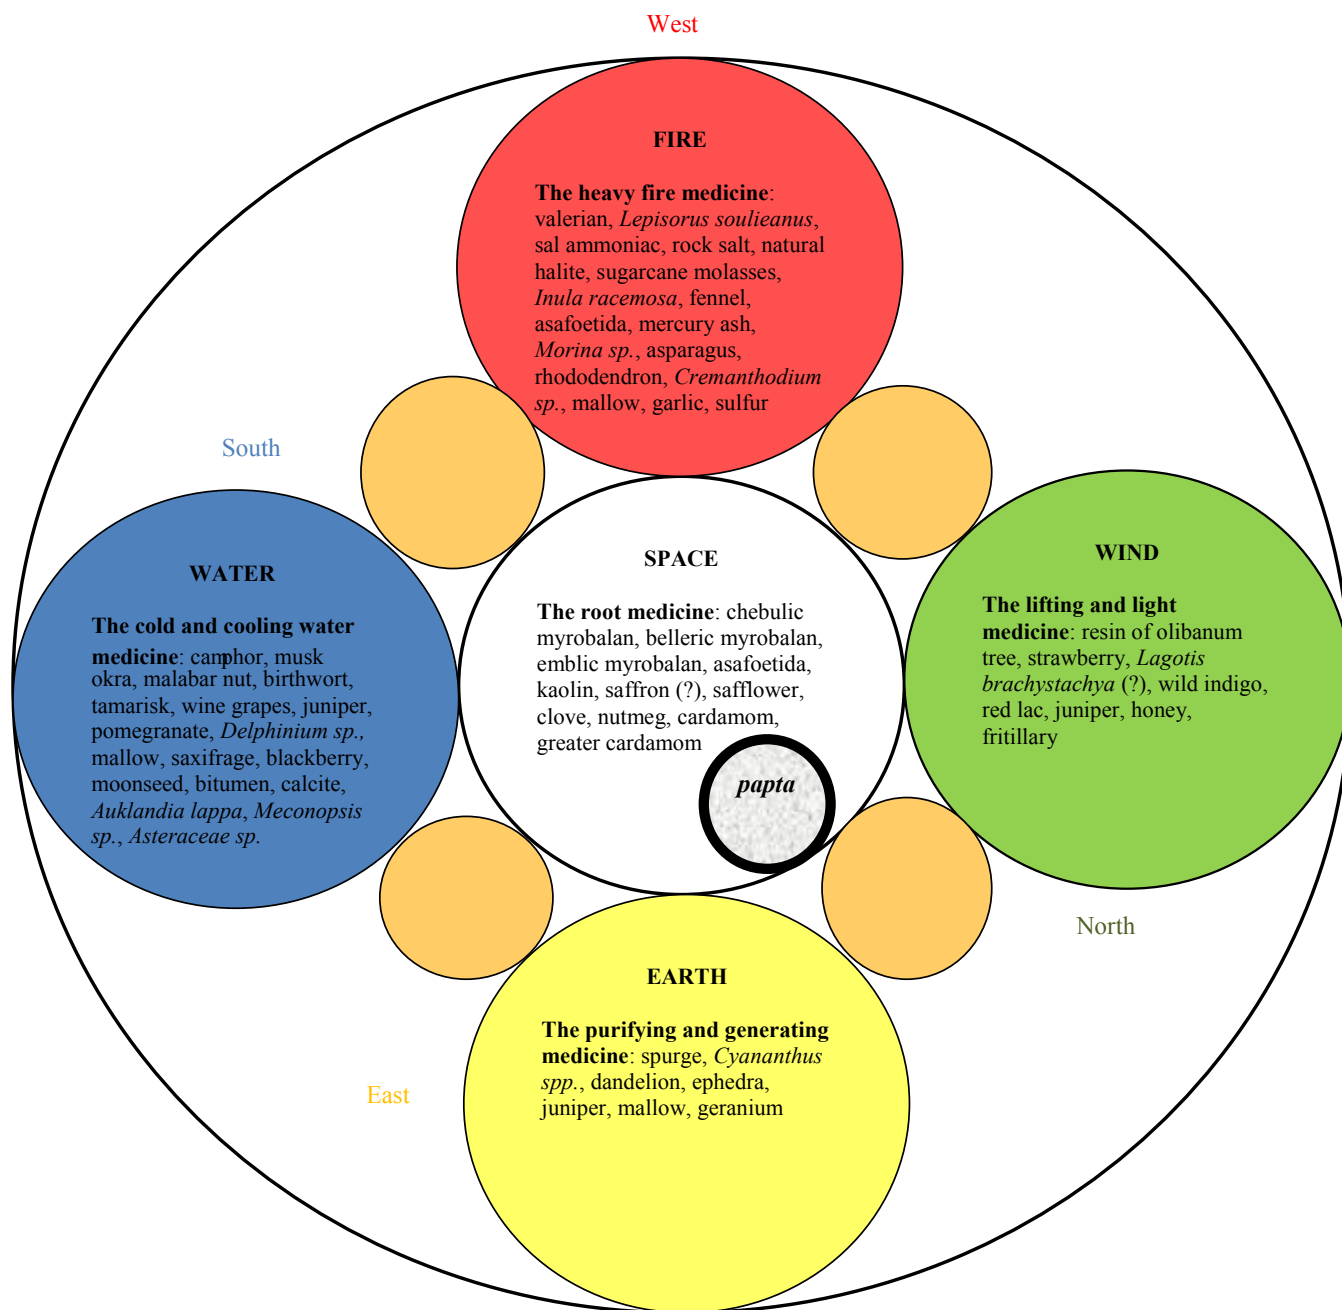 West
FIRE
The heavy fire medicine:
valerian, Lepisorus soulieanus,
sal ammoniac, rock salt, natural
halite, sugarcane molasses,
Inula racemosa, fennel,
asafoetida, mercury ash,
Morina sp., asparagus,
rhododendron, Cremanthodium
sp., mallow, garlic, sulfur
South
WATER
The cold and cooling water
medicine: camphor, musk
okra, malabar nut, birthwort,
tamarisk, wine grapes, juniper,
pomegranate, Delphinium sp.,
mallow, saxifrage, blackberry,
moonseed, bitumen, calcite,
Auklandia lappa, Meconopsis
sp., Asteraceae sp.
SPACE
The root medicine: chebulic
myrobalan, belleric myrobalan,
emblic myrobalan, asafoetida,
kaolin, saffron (?), safflower,
clove, nutmeg, cardamom,
greater cardamom
papta
WIND
The lifting and light
medicine: resin of olibanum
tree, strawberry, Lagotis
brachystachya (?), wild indigo,
red lac, juniper, honey,
fritillary
North
EARTH
The purifying and generating
medicine: spurge, Cyananthus
spp., dandelion, ephedra,
juniper, mallow, geranium
East